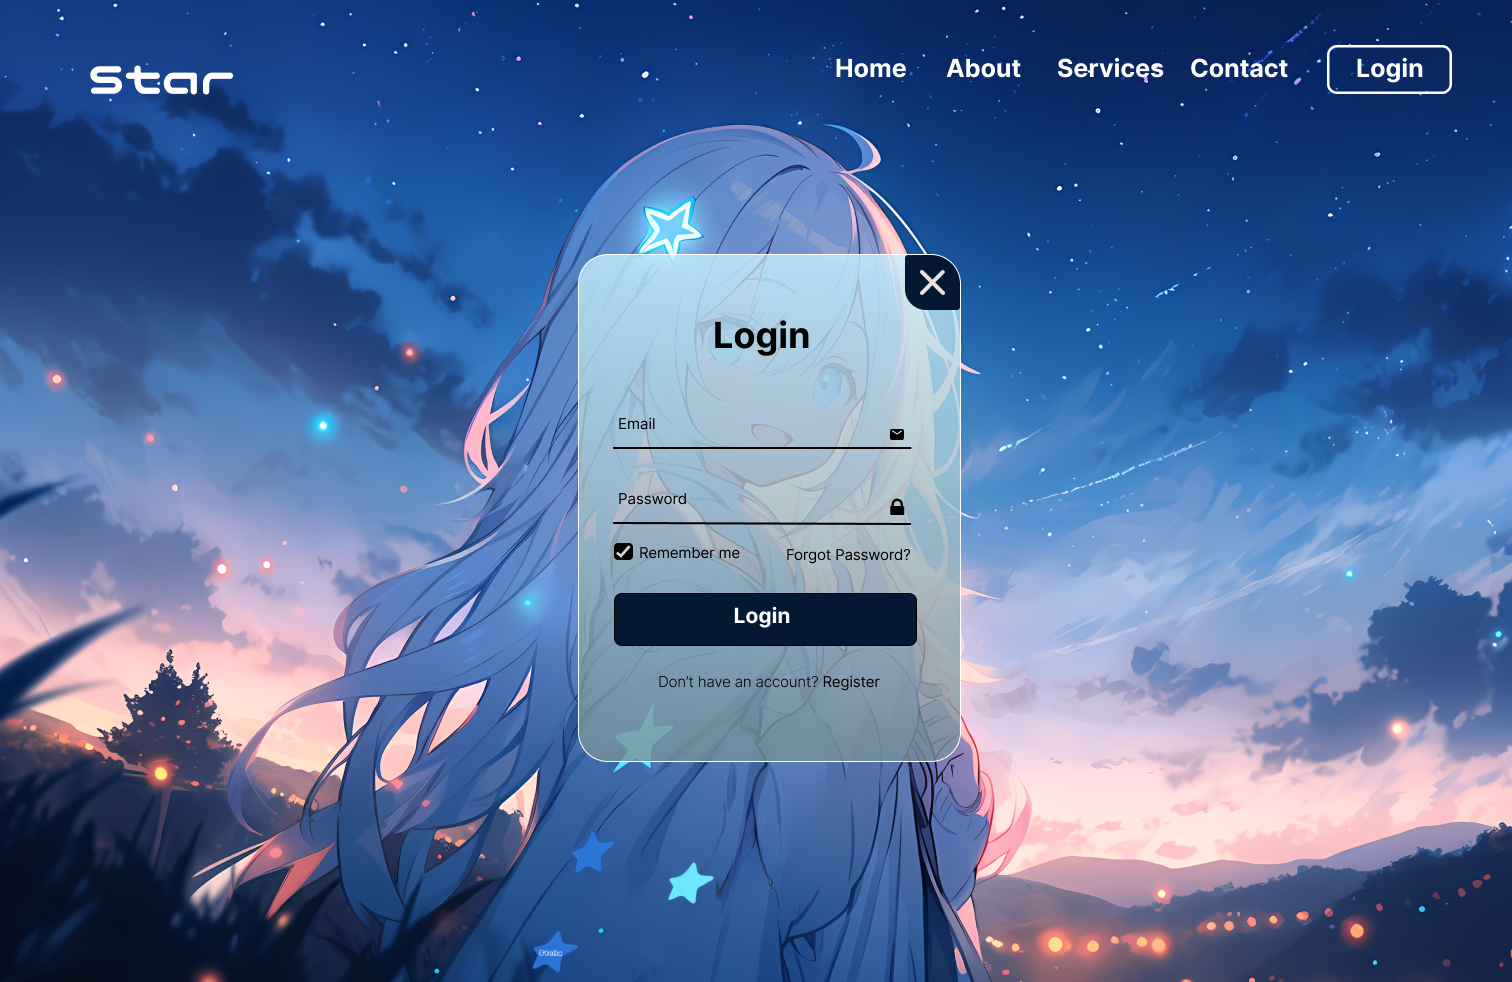 Star
Home About Services Contact Login
Login
Email
Password
Remember me Forgot Password?
Login
Don't have an account? Register